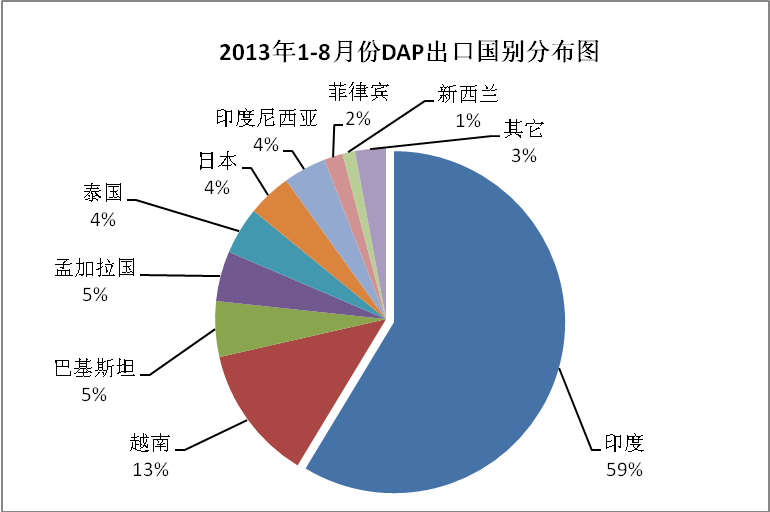 2013年1-8月份DAP出口国别分布图
菲律宾
2%
新西兰
1%
其它
3%
印度尼西亚
4%
日本
4%
泰国
4%
孟加拉国
5%
巴基斯坦
5%
越南
13%
印度
59%